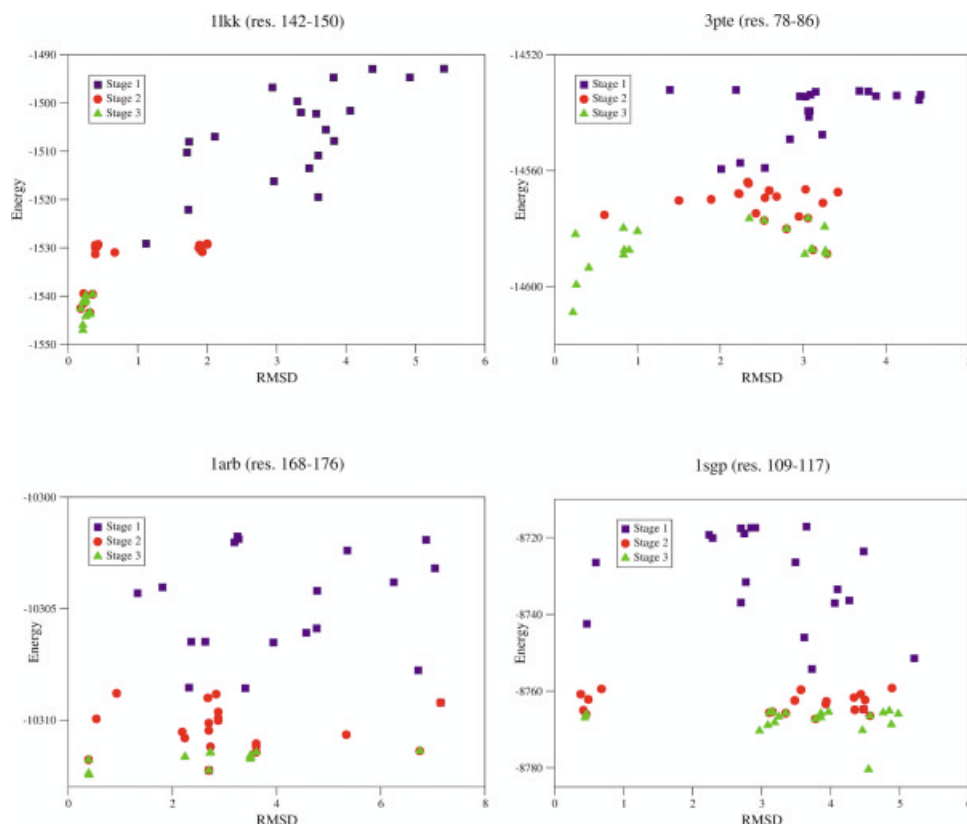 1lkk (res. 142-150)
-1490
-1500
-1510
-1520
-1530
-1540
-1550
Energy
Stage 1
Stage 2
Stage 3
0 1 2 3 4 5 6
RMSD
3pte (res. 78-86)
-14520
-14560
-14600
Energy
Stage 1
Stage 2
Stage 3
0 1 2 3 4
RMSD
1arb (res. 168-176)
-10300
-10305
-10310
Energy
Stage 1
Stage 2
Stage 3
0 2 4 6 8
RMSD
1sgp (res. 109-117)
-8720
-8740
-8760
-8780
Energy
Stage 1
Stage 2
Stage 3
0 1 2 3 4 5
RMSD